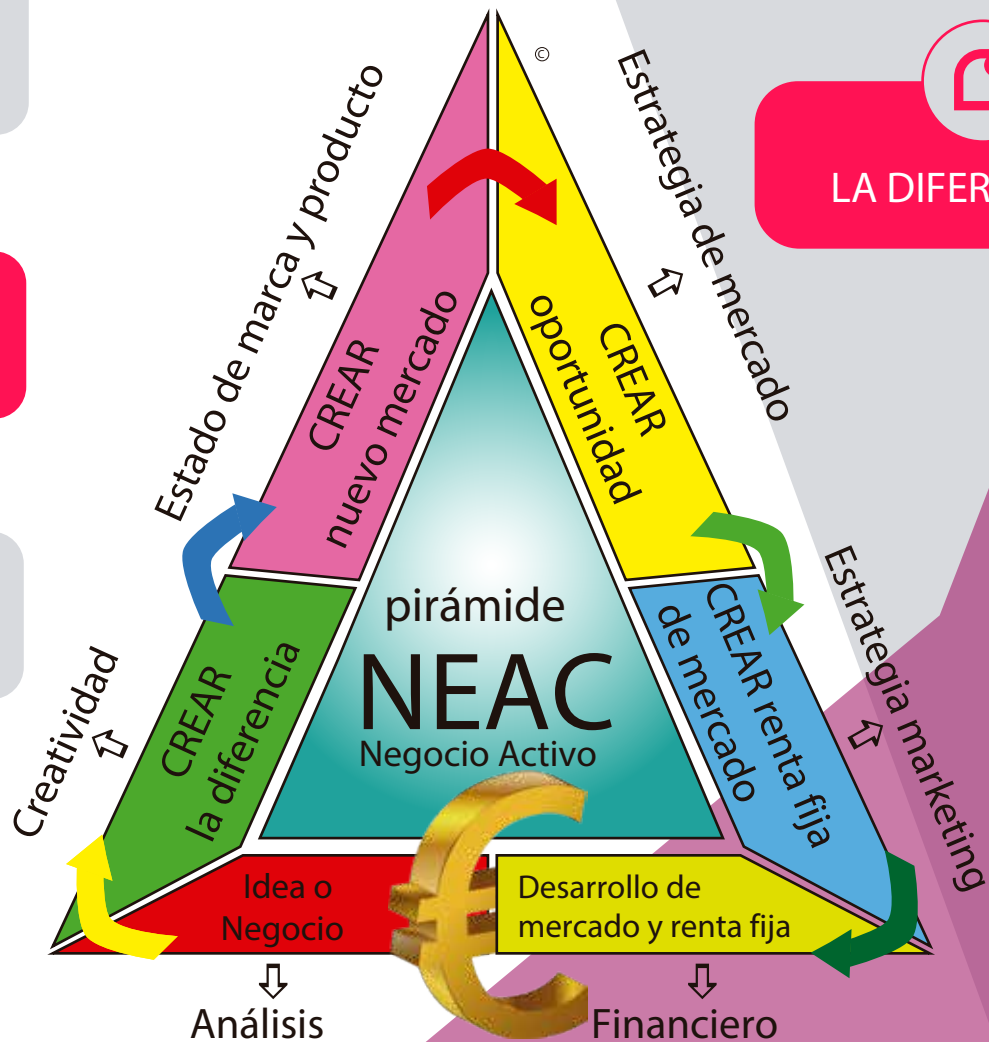 ©
LA DIFER
Estado de marca y producto
Estrategia de mercado
CREAR
nuevo mercado
CREAR
oportunidad
pirámide
NEAC
Negocio Activo
Creatividad
CREAR
la diferencia
CREAR renta fija
de mercado
Estrategia marketing
Idea o
Negocio
€
Desarrollo de
mercado y renta fija
Análisis
Financiero